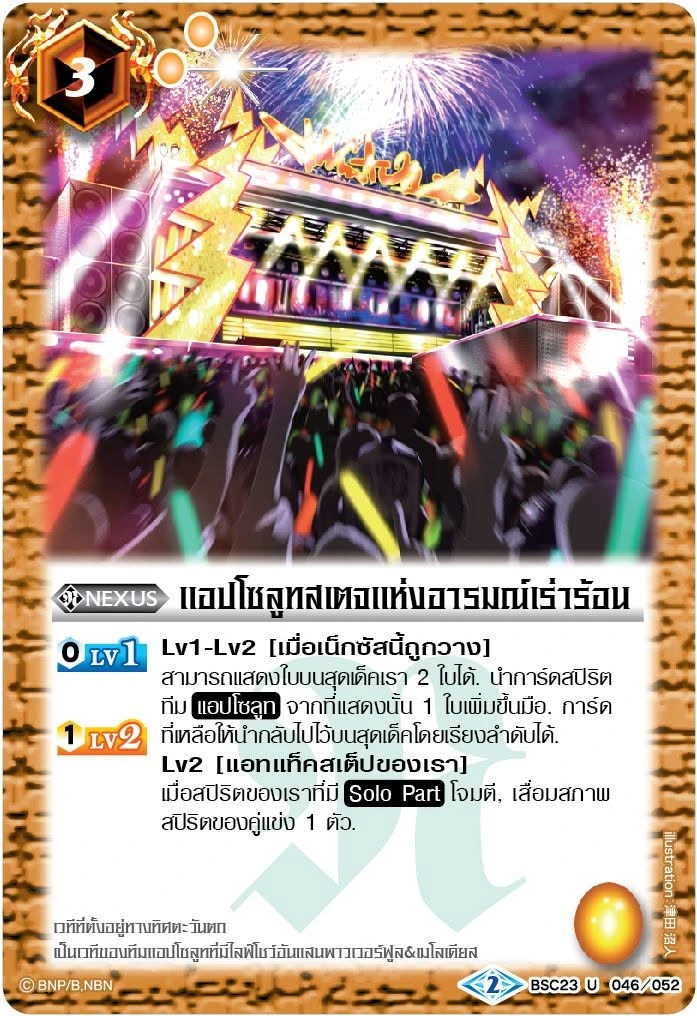 3
NEXUS แอปโซลูทสเตจแห่งอารมณ์เร่าร้อน
0 LV1
Lv1-Lv2 [เมื่อเน็กซัสนี้ถูกวาง]
สามารถแสดงใบบนสุดเด็คเรา 2 ใบได้. นำการ์ดสปิริต
ทีม แอปโซลูท จากที่แสดงนั้น 1 ใบเพิ่มขึ้นมือ. การ์ด
1 LV2
ที่เหลือให้นำกลับไปไว้บนสุดเด็คโดยเรียงลำดับได้.
Lv2 [แอทแท็คสเต็ปของเรา]
เมื่อสปิริตของเราที่มี Solo Part โจมตี, เสื่อมสภาพ
สปิริตของคู่แข่ง 1 ตัว.
illustration : 津田 沼人
เวทีที่ตั้งอยู่ทางทิศตะวันตก
เป็นเวทีของทีมแอปโซลูทที่มีไลฟ์โชว์อันแสนพาวเวอร์ฟูล&เมโลเดียส
© BNP/B.NBN
2 BSC23 U 046/052